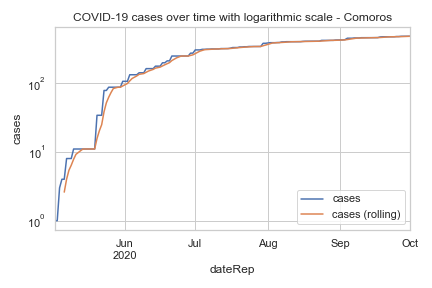 COVID-19 cases over time with logarithmic scale - Comoros
cases
10²
10¹
10⁰
cases
cases (rolling)
Jun Jul Aug Sep Oct
2020
dateRep